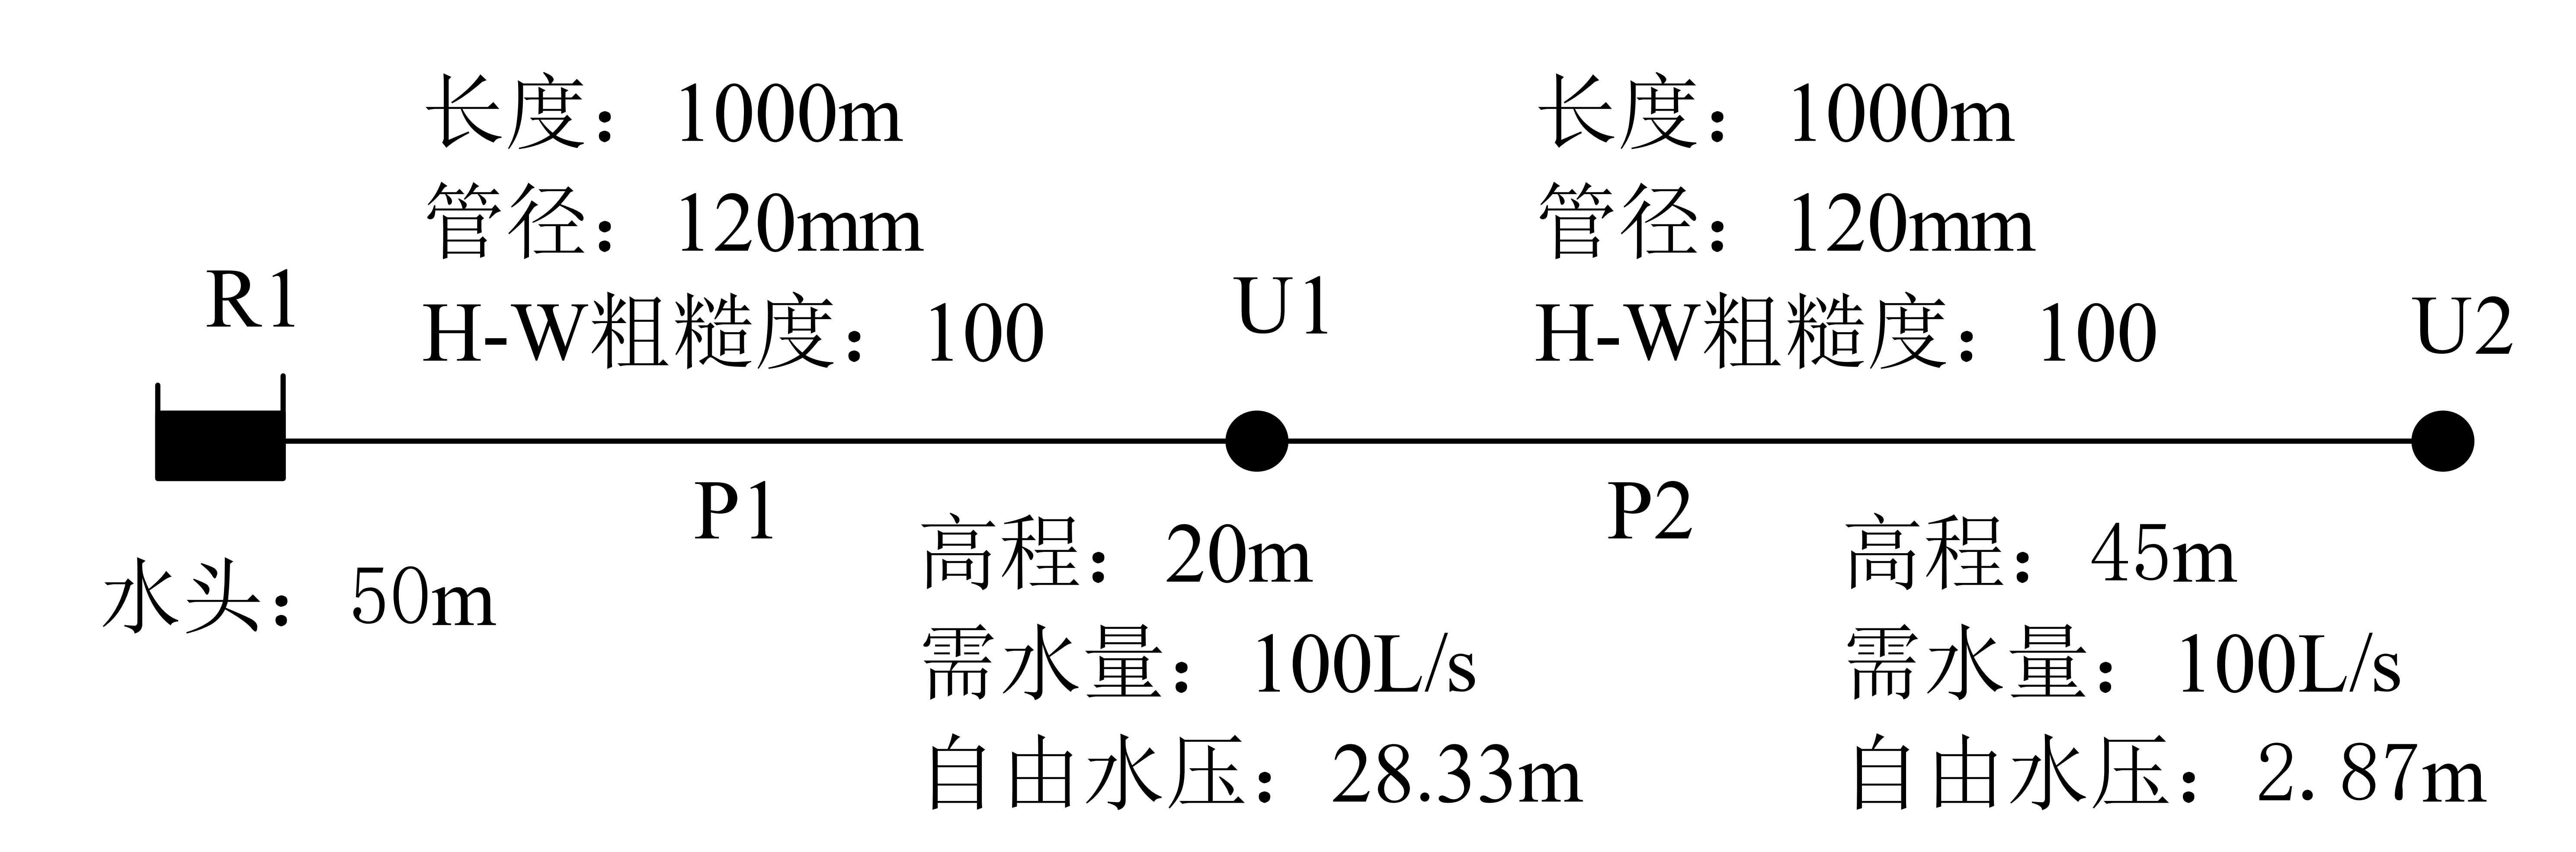 长度：1000m
管径：120mm
H-W粗糙度：100
长度：1000m
管径：120mm
H-W粗糙度：100
R1
U1
U2
P1
P2
水头：50m
高程：20m
需水量：100L/s
自由水压：28.33m
高程：45m
需水量：100L/s
自由水压：2.87m